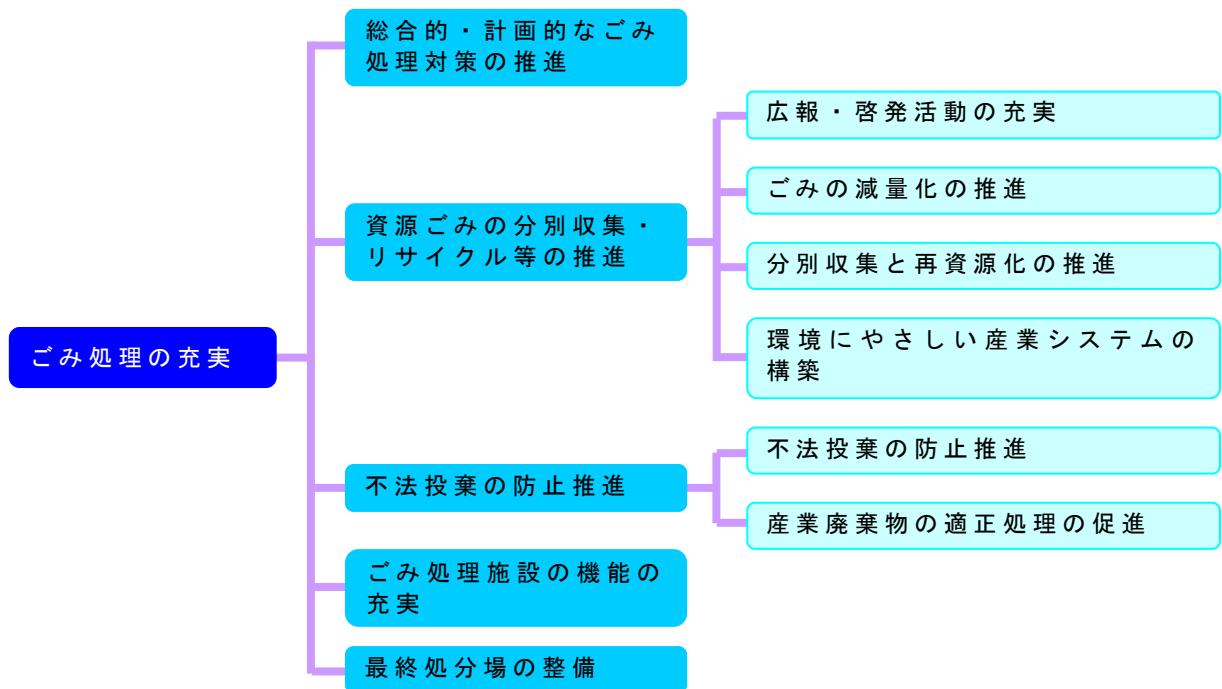 総合的・計画的なごみ
処理対策の推進
広報・啓発活動の充実
ごみの減量化の推進
資源ごみの分別収集・
リサイクル等の推進
分別収集と再資源化の推進
環境にやさしい産業システムの
構築
ごみ処理の充実
不法投棄の防止推進
不法投棄の防止推進
産業廃棄物の適正処理の促進
ごみ処理施設の機能の
充実
最終処分場の整備